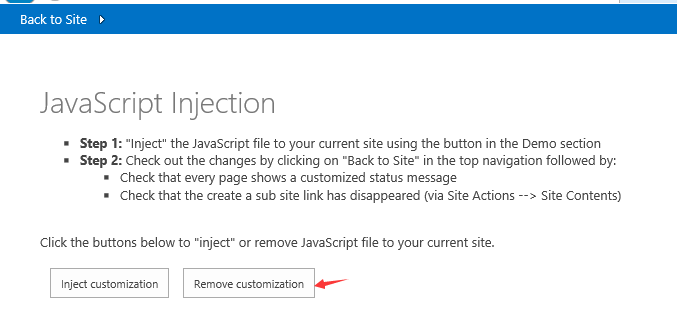 Back to Site
JavaScript Injection
Step 1: "Inject" the JavaScript file to your current site using the button in the Demo section
Step 2: Check out the changes by clicking on "Back to Site" in the top navigation followed by:
Check that every page shows a customized status message
Check that the create a sub site link has disappeared (via Site Actions --> Site Contents)
Click the buttons below to "inject" or remove JavaScript file to your current site.
Inject customization Remove customization